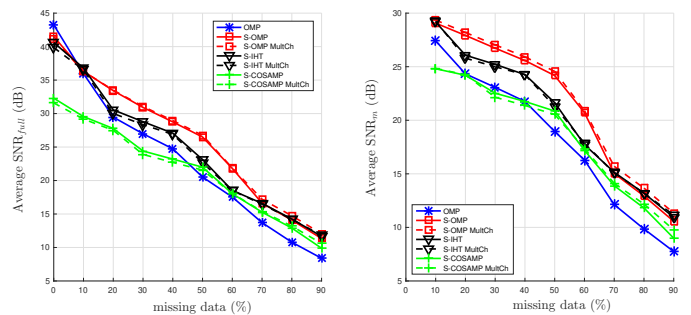 45
40
35
30
25
20
15
10
5
Average SNR_full (dB)
OMP
S-OMP
S-OMP MultCh
S-IHT
S-IHT MultCh
S-COSAMP
S-COSAMP MultCh
0 10 20 30 40 50 60 70 80 90
missing data (%)
30
25
20
15
10
5
Average SNR_m (dB)
OMP
S-OMP
S-OMP MultCh
S-IHT
S-IHT MultCh
S-COSAMP
S-COSAMP MultCh
0 10 20 30 40 50 60 70 80 90
missing data (%)